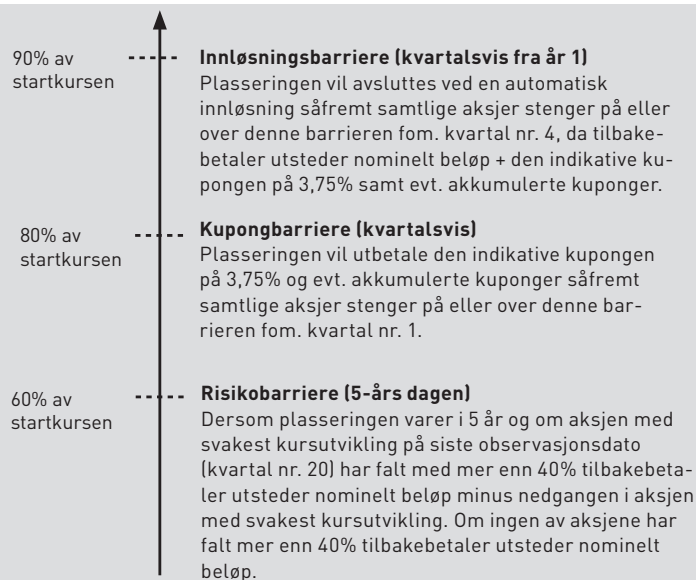 90% av
startkursen
Innløsningsbarriere (kvartalsvis fra år 1)
Plasseringen vil avsluttes ved en automatisk
innløsning såfremt samtlige aksjer stenger på eller
over denne barrieren fom. kvartal nr. 4, da tilbake-
betaler utsteder nominelt beløp + den indikative ku-
pongen på 3,75% samt evt. akkumulerte kuponger.
80% av
startkursen
Kupongbarriere (kvartalsvis)
Plasseringen vil utbetale den indikative kupongen
på 3,75% og evt. akkumulerte kuponger såfremt
samtlige aksjer stenger på eller over denne bar-
rieren fom. kvartal nr. 1.
60% av
startkursen
Risikobarriere (5-års dagen)
Dersom plasseringen varer i 5 år og om aksjen med
svakest kursutvikling på siste observasjonsdato
(kvartal nr. 20) har falt med mer enn 40% tilbakebeta-
ler utsteder nominelt beløp minus nedgangen i aksjen
med svakest kursutvikling. Om ingen av aksjene har
falt mer enn 40% tilbakebetaler utsteder nominelt
beløp.